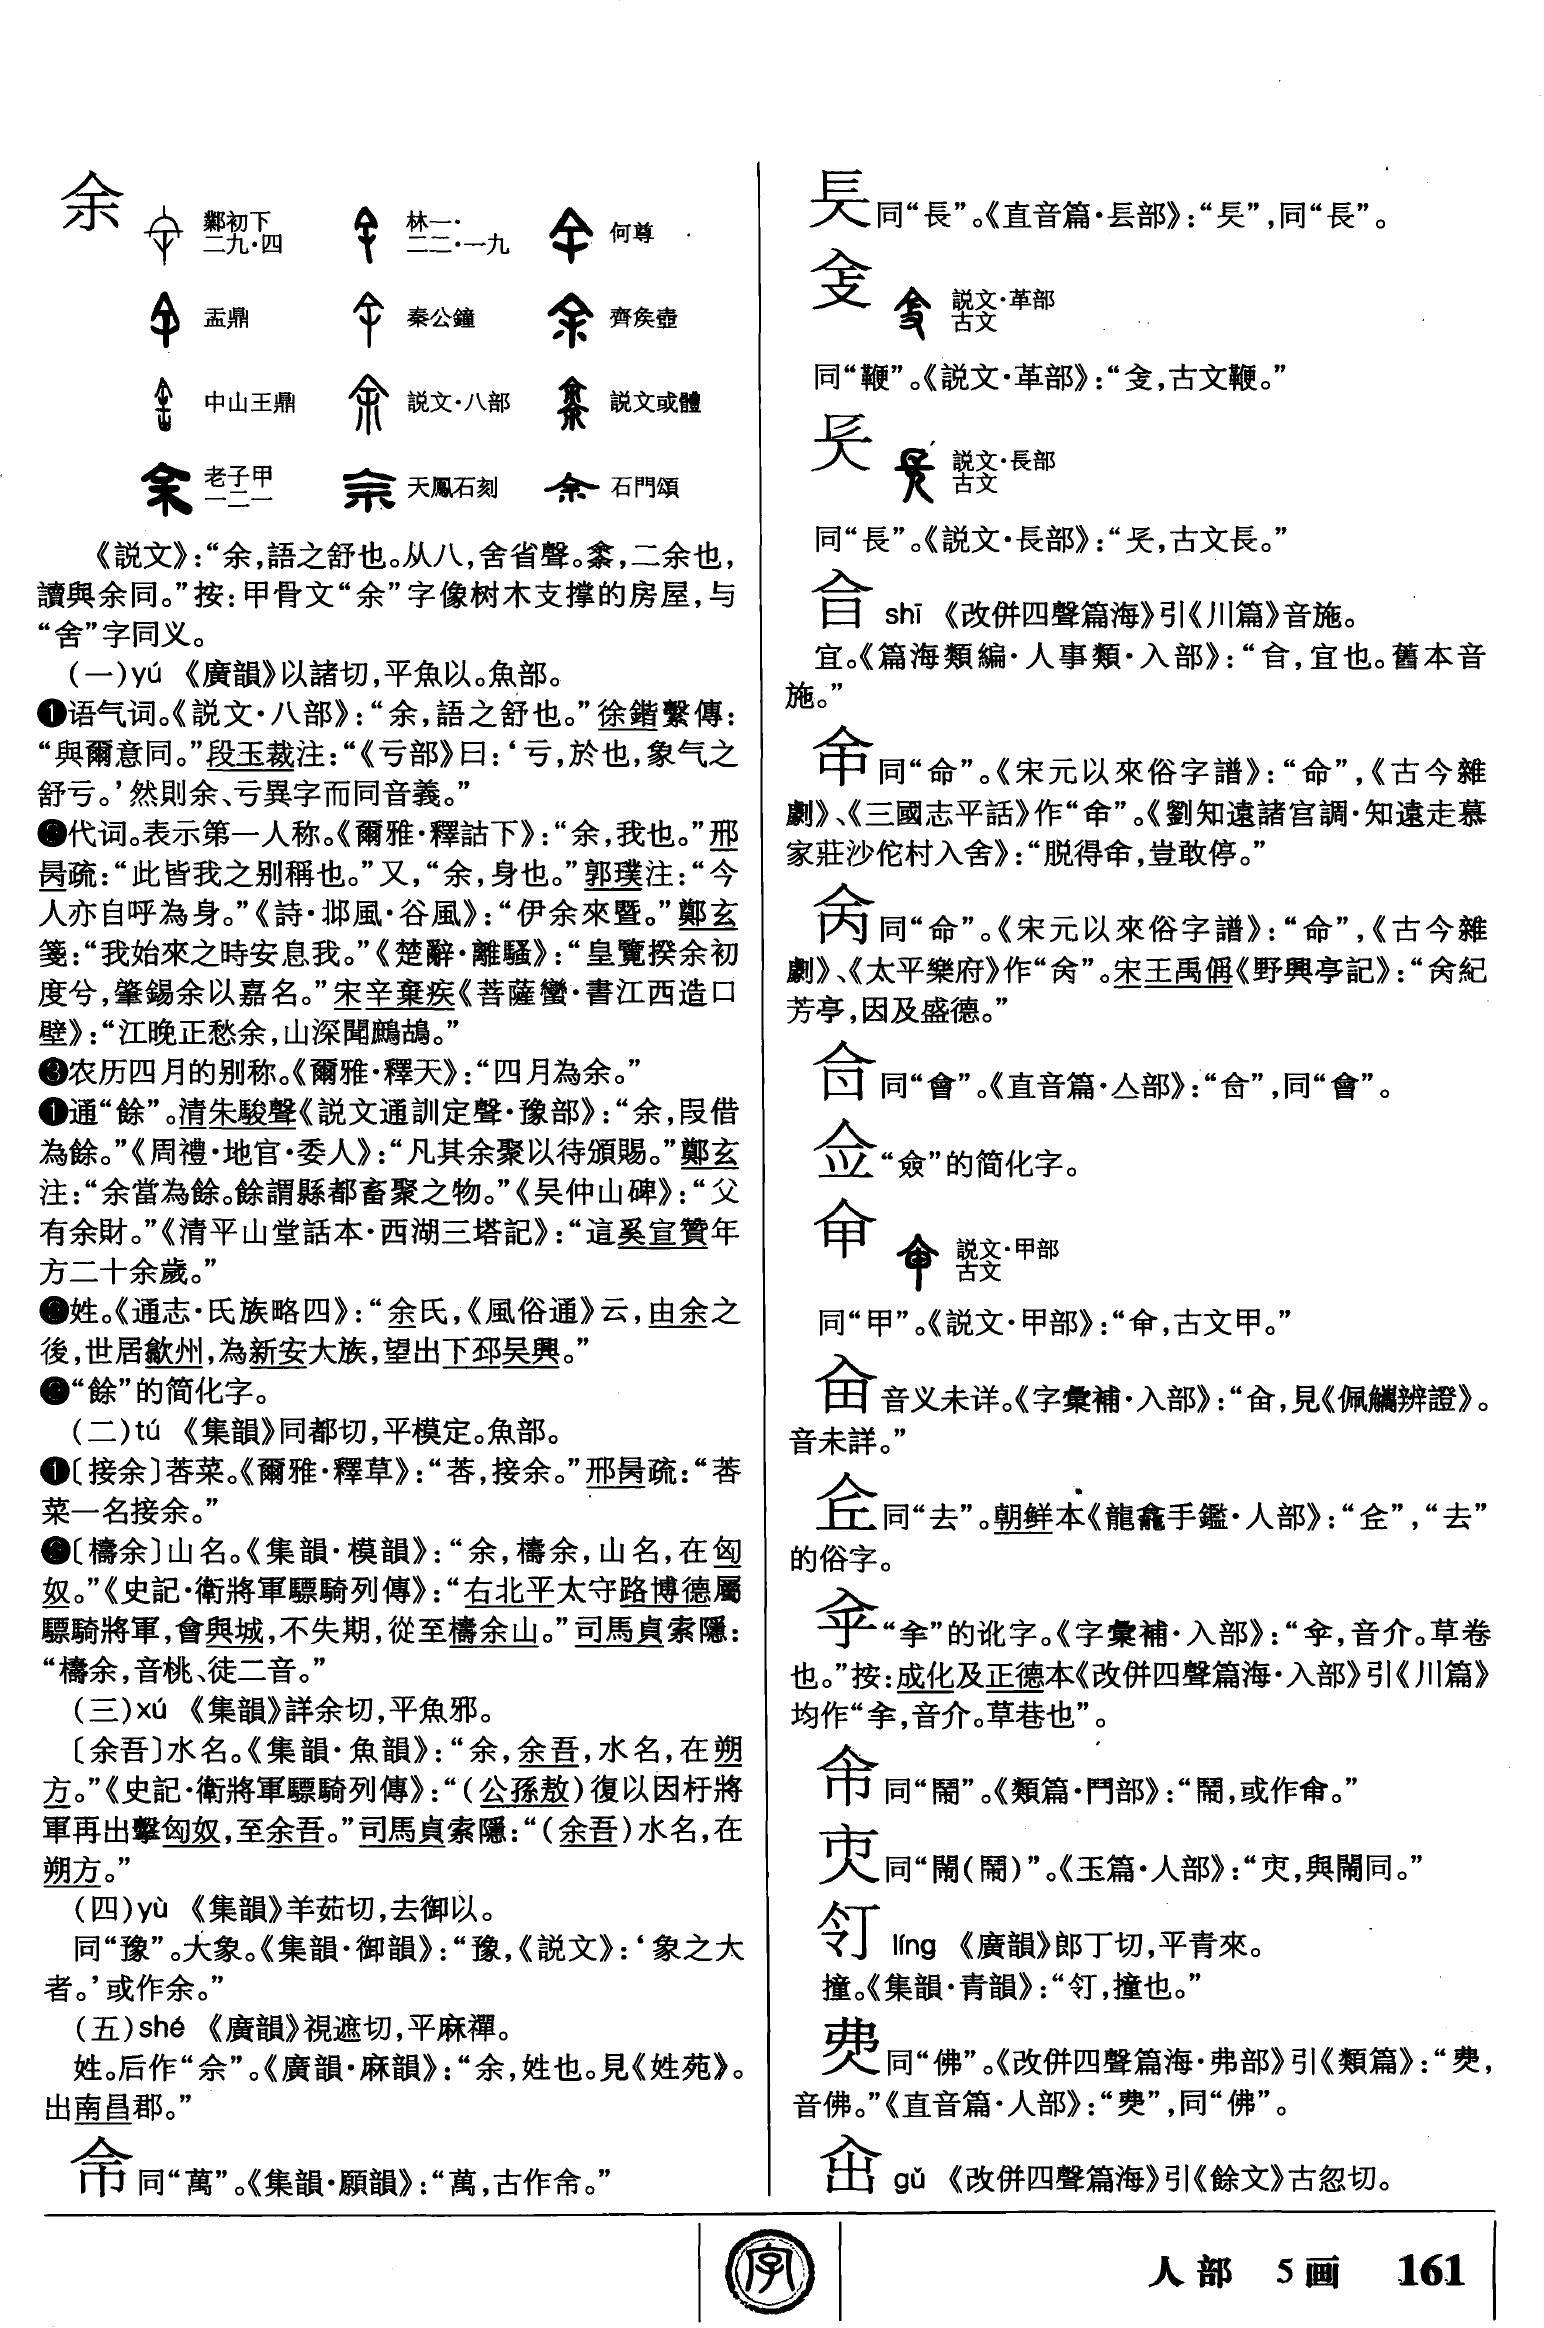 余
鄴初下
二九·四
林一·
二二·一九
何尊
盂鼎
秦公鐘
齊矦壺
中山王鼎
説文·八部
説文或體
老子甲
一二一
天鳳石刻
石門頌
《説文》：“余，語之舒也。从八，舍省聲。𠎳，二余也，
讀與余同。”按：甲骨文“余”字像树木支撑的房屋，与
“舍”字同义。
（一）yú 《廣韻》以諸切，平魚以。魚部。
❶语气词。《説文·八部》：“余，語之舒也。”徐鍇繫傳：
“與爾意同。”段玉裁注：“《亏部》曰：‘亏，於也，象气之
舒亏。’然則余、亏異字而同音義。”
❷代词。表示第一人称。《爾雅·釋詁下》：“余，我也。”邢
昺疏：“此皆我之别稱也。”又，“余，身也。”郭璞注：“今
人亦自呼為身。”《詩·邶風·谷風》：“伊余來暨。”鄭玄
箋：“我始來之時安息我。”《楚辭·離騷》：“皇覽揆余初
度兮，肇錫余以嘉名。”宋辛棄疾《菩薩蠻·書江西造口
壁》：“江晚正愁余，山深聞鷓鴣。”
❸农历四月的别称。《爾雅·釋天》：“四月為余。”
❶通“餘”。清朱駿聲《説文通訓定聲·豫部》：“余，叚借
為餘。”《周禮·地官·委人》：“凡其余聚以待頒賜。”鄭玄
注：“余當為餘。餘謂縣都畜聚之物。”《吴仲山碑》：“父
有余財。”《清平山堂話本·西湖三塔記》：“這奚宣贊年
方二十余歲。”
❷姓。《通志·氏族略四》：“余氏，《風俗通》云，由余之
後，世居歙州，為新安大族，望出下邳吴興。”
❷“餘”的简化字。
（二）tú 《集韻》同都切，平模定。魚部。
❶〔接余〕莕菜。《爾雅·釋草》：“莕，接余。”邢昺疏：“莕
菜一名接余。”
❷〔檮余〕山名。《集韻·模韻》：“余，檮余，山名，在匈
奴。”《史記·衛將軍驃騎列傳》：“右北平太守路博德屬
驃騎將軍，會與城，不失期，從至檮余山。”司馬貞索隱：
“檮余，音桃、徒二音。”
（三）xú 《集韻》詳余切，平魚邪。
〔余吾〕水名。《集韻·魚韻》：“余，余吾，水名，在朔
方。”《史記·衛將軍驃騎列傳》：“（公孫敖）復以因杅將
軍再出擊匈奴，至余吾。”司馬貞索隱：“（余吾）水名，在
朔方。”
（四）yù 《集韻》羊茹切，去御以。
同“豫”。大象。《集韻·御韻》：“豫，《説文》：‘象之大
者。’或作余。”
（五）shé 《廣韻》視遮切，平麻禪。
姓。后作“佘”。《廣韻·麻韻》：“余，姓也。見《姓苑》。
出南昌郡。”
同“萬”。《集韻·願韻》：“萬，古作𠇍。”
同“長”。《直音篇·镸部》：“镸”，同“長”。
説文·革部
古文
同“鞭”。《説文·革部》：“𠓠，古文鞭。”
説文·長部
古文
同“長”。《説文·長部》：“𠑷，古文長。”
shī 《改併四聲篇海》引《川篇》音施。
宜。《篇海類編·人事類·入部》：“㑒，宜也。舊本音
施。”
同“命”。《宋元以來俗字譜》：“命”，《古今雜
劇》、《三國志平話》作“𠇮”。《劉知遠諸宫調·知遠走慕
家莊沙佗村入舍》：“脱得𠇮，豈敢停。”
同“命”。《宋元以來俗字譜》：“命”，《古今雜
劇》、《太平樂府》作“肏”。宋王禹偁《野興亭記》：“肏紀
芳亭，因及盛德。”
同“會”。《直音篇·亼部》：“㑹”，同“會”。
佥“僉”的简化字。
説文·甲部
古文
同“甲”。《説文·甲部》：“𠇚，古文甲。”
音义未详。《字彙補·入部》：“㑗，見《佩觿辨證》。
音未詳。”
同“去”。朝鲜本《龍龕手鑑·人部》：“㐀”，“去”
的俗字。
“𠆾”的讹字。《字彙補·入部》：“𠇁，音介。草卷
也。”按：成化及正德本《改併四聲篇海·入部》引《川篇》
均作“𠆾，音介。草巷也”。
同“鬧”。《類篇·鬥部》：“鬧，或作𠆴。”
同“閙（鬧）”。《玉篇·人部》：“㑮，與閙同。”
líng 《廣韻》郎丁切，平青來。
撞。《集韻·青韻》：“㣔，撞也。”
同“佛”。《改併四聲篇海·弗部》引《類篇》：“㚕，
音佛。”《直音篇·人部》：“㚕”，同“佛”。
gǔ 《改併四聲篇海》引《餘文》古忽切。
字
人部 5画 161